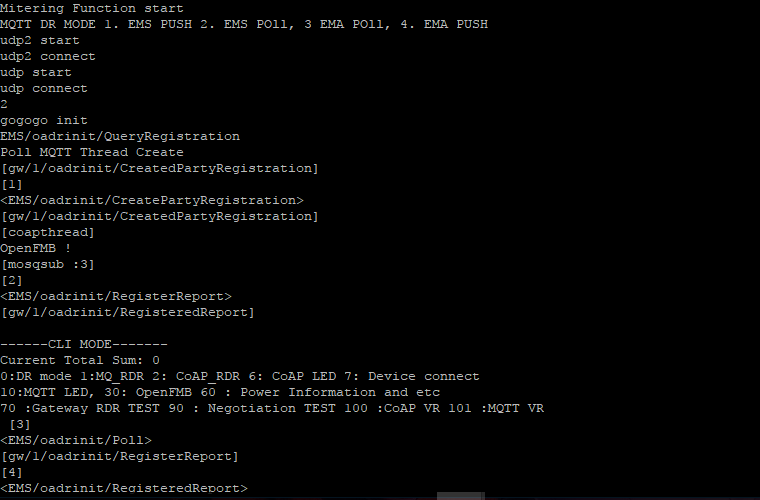 Mitering Function start
MQTT DR MODE 1. EMS PUSH 2. EMS POll, 3 EMA POll, 4. EMA PUSH
udp2 start
udp2 connect
udp start
udp connect
2
gogogo init
EMS/oadrinit/QueryRegistration
Poll MQTT Thread Create
[gw/1/oadrinit/CreatedPartyRegistration]
[1]
<EMS/oadrinit/CreatePartyRegistration>
[gw/1/oadrinit/CreatedPartyRegistration]
[coapthread]
OpenFMB !
[mosqsub :3]
[2]
<EMS/oadrinit/RegisterReport>
[gw/1/oadrinit/RegisteredReport]
------CLI MODE-------
Current Total Sum: 0
0:DR mode 1:MQ_RDR 2: CoAP_RDR 6: CoAP LED 7: Device connect
10:MQTT LED, 30: OpenFMB 60 : Power Information and etc
70 :Gateway RDR TEST 90 : Negotiation TEST 100 :CoAP VR 101 :MQTT VR
[3]
<EMS/oadrinit/Poll>
[gw/1/oadrinit/RegisterReport]
[4]
<EMS/oadrinit/RegisteredReport>